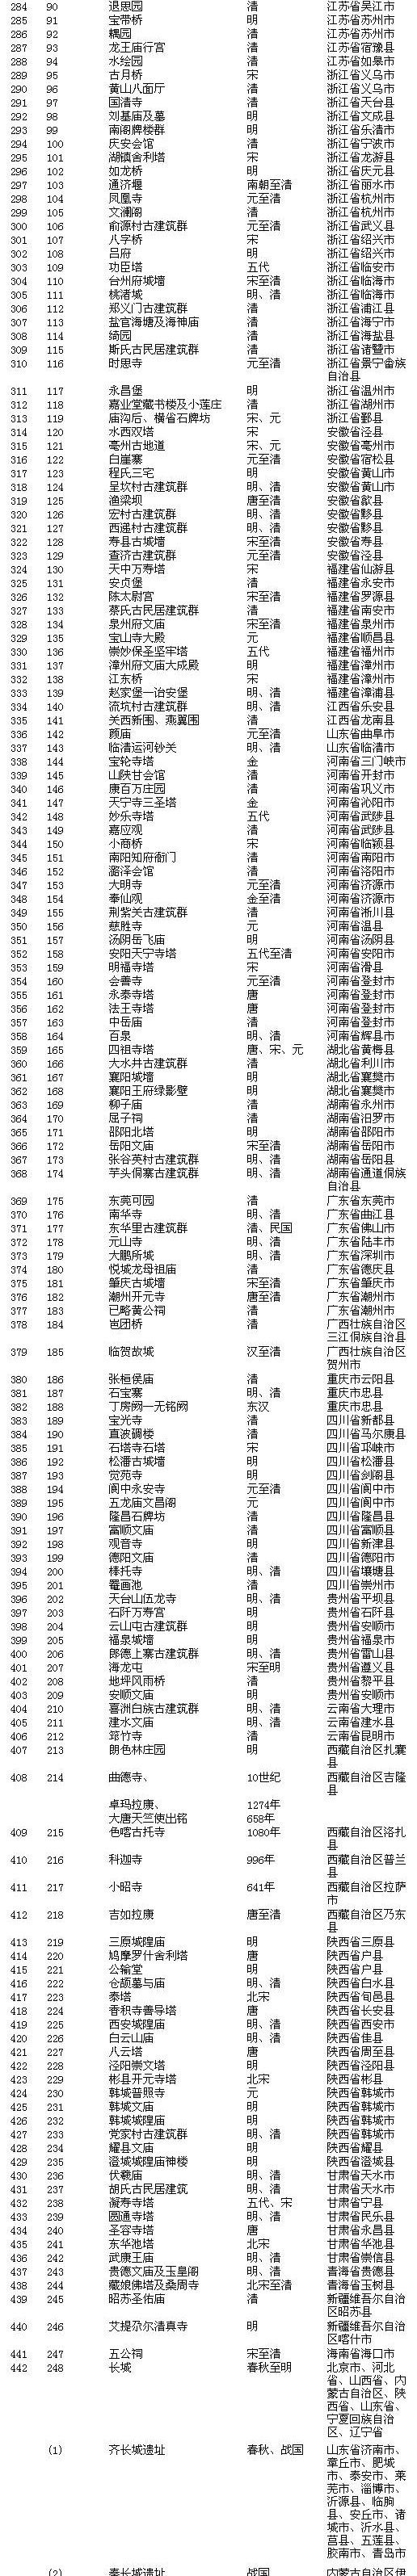 284 90 退思园 清 江苏省吴江市
285 91 宝带桥 明 江苏省苏州市
286 92 耦园 清 江苏省苏州市
287 93 龙王庙行宫 清 江苏省宿豫县
288 94 水绘园 清 江苏省如皋市
289 95 古月桥 宋 浙江省义乌市
290 96 黄山八面厅 清 浙江省义乌市
291 97 国清寺 清 浙江省天台县
292 98 刘基庙及墓 明 浙江省文成县
293 99 南阁牌楼群 明 浙江省乐清市
294 100 庆安会馆 清 浙江省宁波市
295 101 湖镇舍利塔 宋 浙江省龙游县
296 102 如龙桥 明 浙江省庆元县
297 103 通济堰 南朝至清 浙江省丽水市
298 104 凤凰寺 元至清 浙江省杭州市
299 105 文澜阁 清 浙江省杭州市
300 106 俞源村古建筑群 元至清 浙江省武义县
301 107 八字桥 宋 浙江省绍兴市
302 108 吕府 明 浙江省绍兴市
303 109 功臣塔 五代 浙江省临安市
304 110 台州府城墙 宋至清 浙江省临海市
305 111 桃渚城 明、清 浙江省临海市
306 112 郑义门古建筑群 清 浙江省浦江县
307 113 盐官海塘及海神庙 清 浙江省海宁市
308 114 绮园 清 浙江省海盐县
309 115 斯氏古民居建筑群 清 浙江省诸暨市
310 116 时思寺 元至清 浙江省景宁畲族
自治县
311 117 永昌堡 明 浙江省温州市
312 118 嘉业堂藏书楼及小莲庄 清 浙江省湖州市
313 119 庙沟后、横省石牌坊 宋、元 浙江省鄞县
314 120 水西双塔 宋 安徽省泾县
315 121 亳州古地道 宋、元 安徽省亳州市
316 122 白崖寨 元至清 安徽省宿松县
317 123 程氏三宅 明 安徽省黄山市
318 124 呈坎村古建筑群 明、清 安徽省黄山市
319 125 渔梁坝 唐至清 安徽省歙县
320 126 宏村古建筑群 明、清 安徽省黟县
321 127 西递村古建筑群 明、清 安徽省黟县
322 128 寿县古城墙 宋至清 安徽省寿县
323 129 查济古建筑群 元至清 安徽省泾县
324 130 天中万寿塔 宋 福建省仙游县
325 131 安贞堡 清 福建省永安市
326 132 陈太尉宫 宋至清 福建省罗源县
327 133 蔡氏古民居建筑群 清 福建省南安市
328 134 泉州府文庙 宋至清 福建省泉州市
329 135 宝山寺大殿 元 福建省顺昌县
330 136 崇妙保圣坚牢塔 五代 福建省福州市
331 137 漳州府文庙大成殿 明 福建省漳州市
332 138 江东桥 宋 福建省漳州市
333 139 赵家堡一诒安堡 明、清 福建省漳浦县
334 140 流坑村古建筑群 明、清 江西省乐安县
335 141 关西新围、燕翼围 清 江西省龙南县
336 142 颜庙 元至清 山东省曲阜市
337 143 临清运河钞关 明、清 山东省临清市
338 144 宝轮寺塔 金 河南省三门峡市
339 145 山陕甘会馆 清 河南省开封市
340 146 康百万庄园 清 河南省巩义市
341 147 天宁寺三圣塔 金 河南省沁阳市
342 148 妙乐寺塔 五代 河南省武陟县
343 149 嘉应观 清 河南省武陟县
344 150 小商桥 宋 河南省临颍县
345 151 南阳知府衙门 清 河南省南阳市
346 152 潞泽会馆 清 河南省洛阳市
347 153 大明寺 元至清 河南省济源市
348 154 奉仙观 金至清 河南省济源市
349 155 荆紫关古建筑群 清 河南省淅川县
350 156 慈胜寺 元 河南省温县
351 157 汤阴岳飞庙 明 河南省汤阴县
352 158 安阳天宁寺塔 五代至清 河南省安阳市
353 159 明福寺塔 宋 河南省滑县
354 160 会善寺 元至清 河南省登封市
355 161 永泰寺塔 唐 河南省登封市
356 162 法王寺塔 唐 河南省登封市
357 163 中岳庙 清 河南省登封市
358 164 百泉 明、清 河南省辉县市
359 165 四祖寺塔 唐、宋、元 湖北省黄梅县
360 166 大水井古建筑群 清 湖北省利川市
361 167 襄阳城墙 明 湖北省襄樊市
362 168 襄阳王府绿影壁 明 湖北省襄樊市
363 169 柳子庙 清 湖南省永州市
364 170 屈子祠 清 湖南省汨罗市
365 171 邵阳北塔 明 湖南省邵阳市
366 172 岳阳文庙 宋至清 湖南省岳阳市
367 173 张谷英村古建筑群 明、清 湖南省岳阳县
368 174 芋头侗寨古建筑群 明、清 湖南省通道侗族
自治县
369 175 东莞可园 清 广东省东莞市
370 176 南华寺 明、清 广东省曲江县
371 177 东华里古建筑群 清、民国 广东省佛山市
372 178 元山寺 明、清 广东省陆丰市
373 179 大鹏所城 明、清 广东省深圳市
374 180 悦城龙母祖庙 清 广东省德庆县
375 181 肇庆古城墙 宋至清 广东省肇庆市
376 182 潮州开元寺 唐至清 广东省潮州市
377 183 已略黄公祠 清 广东省潮州市
378 184 岜团桥 清 广西壮族自治区
三江侗族自治县
379 185 临贺故城 汉至清 广西壮族自治区
贺州市
380 186 张桓侯庙 清 重庆市云阳县
381 187 石宝寨 明、清 重庆市忠县
382 188 丁房阙一无铭阙 东汉 重庆市忠县
383 189 宝光寺 清 四川省新都县
384 190 直波碉楼 清 四川省马尔康县
385 191 石塔寺石塔 宋 四川省邛崃市
386 192 松潘古城墙 明 四川省松潘县
387 193 觉苑寺 明 四川省剑阁县
388 194 阆中永安寺 元至清 四川省阆中市
389 195 五龙庙文昌阁 元 四川省阆中市
390 196 隆昌石牌坊 清 四川省隆昌县
391 197 富顺文庙 清 四川省富顺县
392 198 观音寺 明 四川省新津县
393 199 德阳文庙 清 四川省德阳市
394 200 棒托寺 明、清 四川省壤塘县
395 201 罨画池 清 四川省崇州市
396 202 天台山伍龙寺 明、清 贵州省平坝县
397 203 石阡万寿宫 明 贵州省石阡县
398 204 云山屯古建筑群 明 贵州省安顺市
399 205 福泉城墙 明 贵州省福泉市
400 206 郎德上寨古建筑群 明、清 贵州省雷山县
401 207 海龙屯 宋至明 贵州省遵义县
402 208 地坪风雨桥 清 贵州省黎平县
403 209 安顺文庙 明 贵州省安顺市
404 210 喜洲白族古建筑群 明、清 云南省大理市
405 211 建水文庙 明、清 云南省建水县
406 212 筇竹寺 清 云南省昆明市
407 213 朗色林庄园 明 西藏自治区扎囊
县
408 214 曲德寺、 10世纪 西藏自治区吉隆
县
卓玛拉康、 1274年
大唐天竺使出铭 658年
409 215 色喀古托寺 1080年 西藏自治区洛扎
县
410 216 科迦寺 996年 西藏自治区普兰
县
411 217 小昭寺 641年 西藏自治区拉萨
市
412 218 吉如拉康 唐至清 西藏自治区乃东
县
413 219 三原城隍庙 明 陕西省三原县
414 220 鸠摩罗什舍利塔 唐 陕西省户县
415 221 公输堂 明 陕西省户县
416 222 仓颉墓与庙 明、清 陕西省白水县
417 223 泰塔 北宋 陕西省旬邑县
418 224 香积寺善导塔 唐 陕西省长安县
419 225 西安城隍庙 明、清 陕西省西安市
420 226 白云山庙 明、清 陕西省佳县
421 227 八云塔 唐 陕西省周至县
422 228 泾阳崇文塔 明 陕西省泾阳县
423 229 彬县开元寺塔 北宋 陕西省彬县
424 230 韩城普照寺 元 陕西省韩城市
425 231 韩城文庙 明 陕西省韩城市
426 232 韩城城隍庙 明 陕西省韩城市
427 233 党家村古建筑群 明、清 陕西省韩城市
428 234 耀县文庙 明 陕西省耀县
429 235 澄城城隍庙神楼 明 陕西省澄城县
430 236 伏羲庙 明、清 甘肃省天水市
431 237 胡氏古民居建筑 明、清 甘肃省天水市
432 238 凝寿寺塔 五代、宋 甘肃省宁县
433 239 圆通寺塔 明、清 甘肃省民乐县
434 240 圣容寺塔 唐 甘肃省永昌县
435 241 东华池塔 北宋 甘肃省华池县
436 242 武康王庙 明、清 甘肃省崇信县
437 243 贵德文庙及玉皇阁 明、清 青海省贵德县
438 244 藏娘佛塔及桑周寺 北宋至清 青海省玉树县
439 245 昭苏圣佑庙 清 新疆维吾尔自治
区昭苏县
440 246 艾提尕尔清真寺 明 新疆维吾尔自治
区喀什市
441 247 五公祠 宋至清 海南省海口市
442 248 长城 春秋至明 北京市、河北
省、山西省、内
蒙古自治区、陕
西省、山东省、
宁夏回族自治
区、辽宁省
(1) 齐长城遗址 春秋、战国 山东省济南市、
章丘市、肥城
市、泰安市、莱
芜市、淄博市、
沂源县、临朐
县、安丘市、诸
城市、沂水县、
莒县、五莲县、
胶南市、青岛市
(2) 秦长城遗址 战国 内蒙古自治区伊